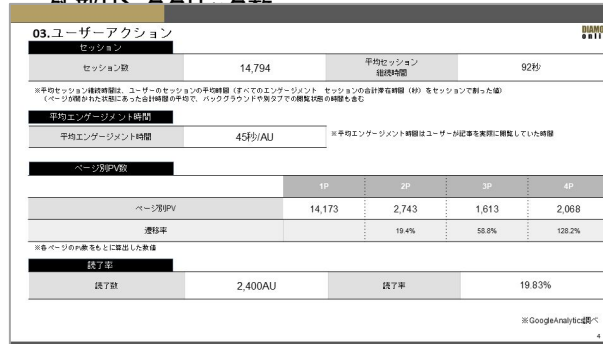 03.ユーザーアクション
DIAMO
onli
セッション
セッション数 14,794 平均セッション継続時間 92秒
※平均セッション継続時間は、ユーザーのセッションの平均時間(すべてのエンゲージメント セッションの合計滞在時間(秒)をセッションで割った値)
(ページが開かれた状態にあった合計時間の平均で、バックグラウンドや別タブでの閲覧状態の時間も含む
平均エンゲージメント時間
平均エンゲージメント時間 45秒/AU ※平均エンゲージメント時間はユーザーが記事を実際に閲覧していた時間
ページ別PV数
1P 2P 3P 4P
ページ別PV 14,173 2,743 1,613 2,068
遷移率 19.4% 58.8% 128.2%
※各ページのPV数をもとに算出した数値
読了率
読了数 2,400AU 読了率 19.83%
※GoogleAnalytics調べ
4